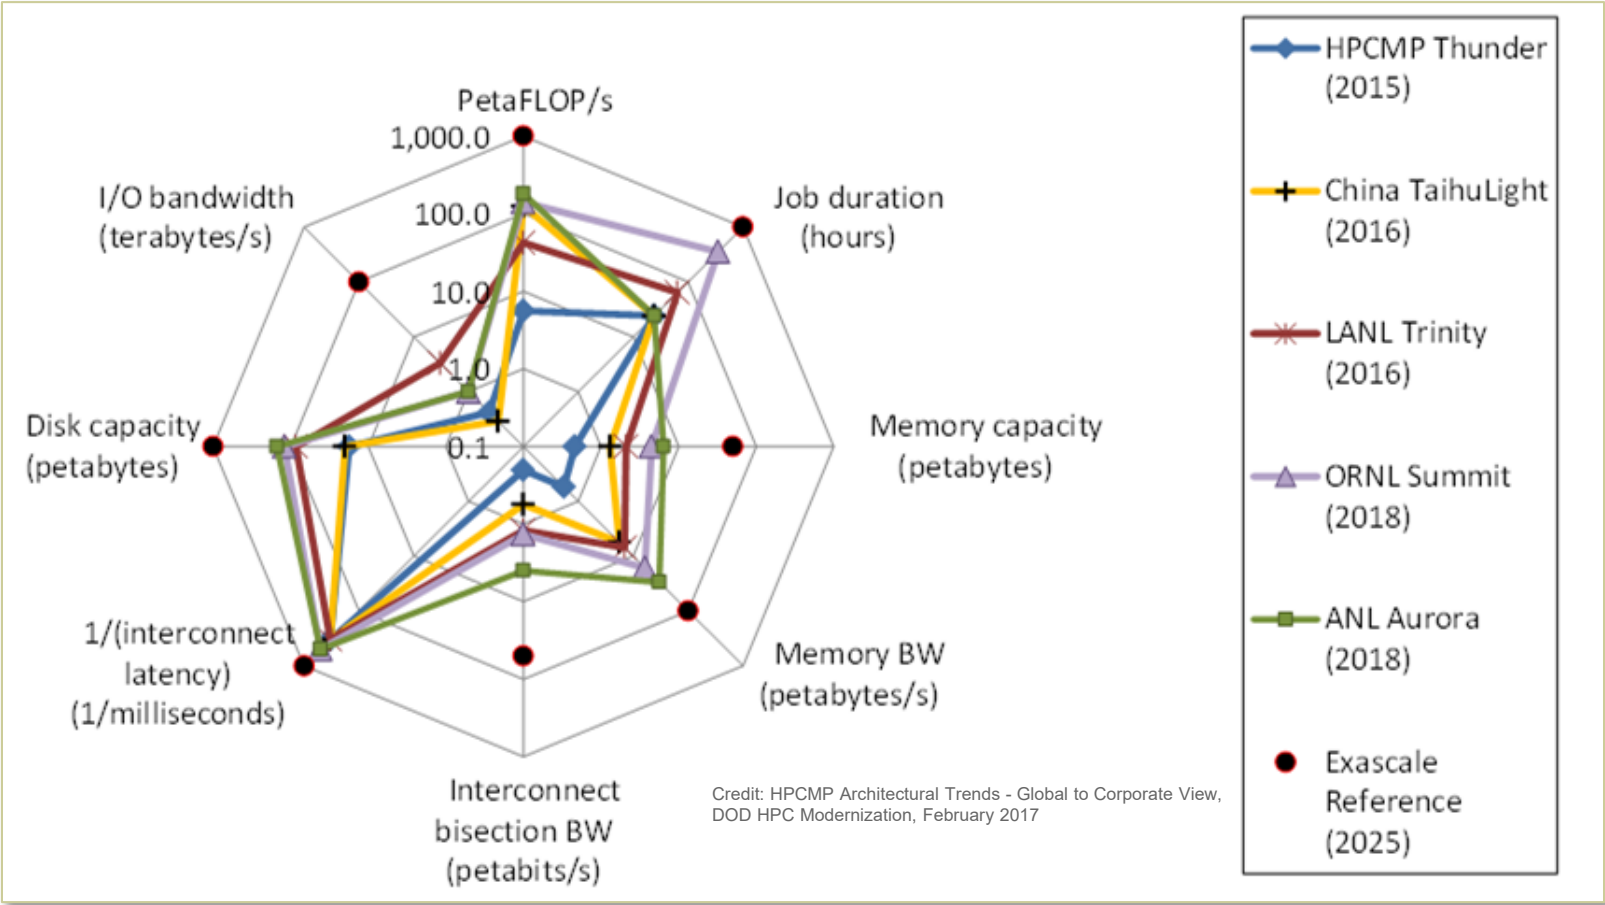 PetaFLOP/s
1,000.0
100.0
10.0
1.0
0.1
Job duration
(hours)
Memory capacity
(petabytes)
Memory BW
(petabytes/s)
Interconnect
bisection BW
(petabits/s)
1/(interconnect
latency)
(1/milliseconds)
Disk capacity
(petabytes)
I/O bandwidth
(terabytes/s)
HPCMP Thunder
(2015)
China TaihuLight
(2016)
LANL Trinity
(2016)
ORNL Summit
(2018)
ANL Aurora
(2018)
Exascale
Reference
(2025)
Credit: HPCMP Architectural Trends - Global to Corporate View,
DOD HPC Modernization, February 2017